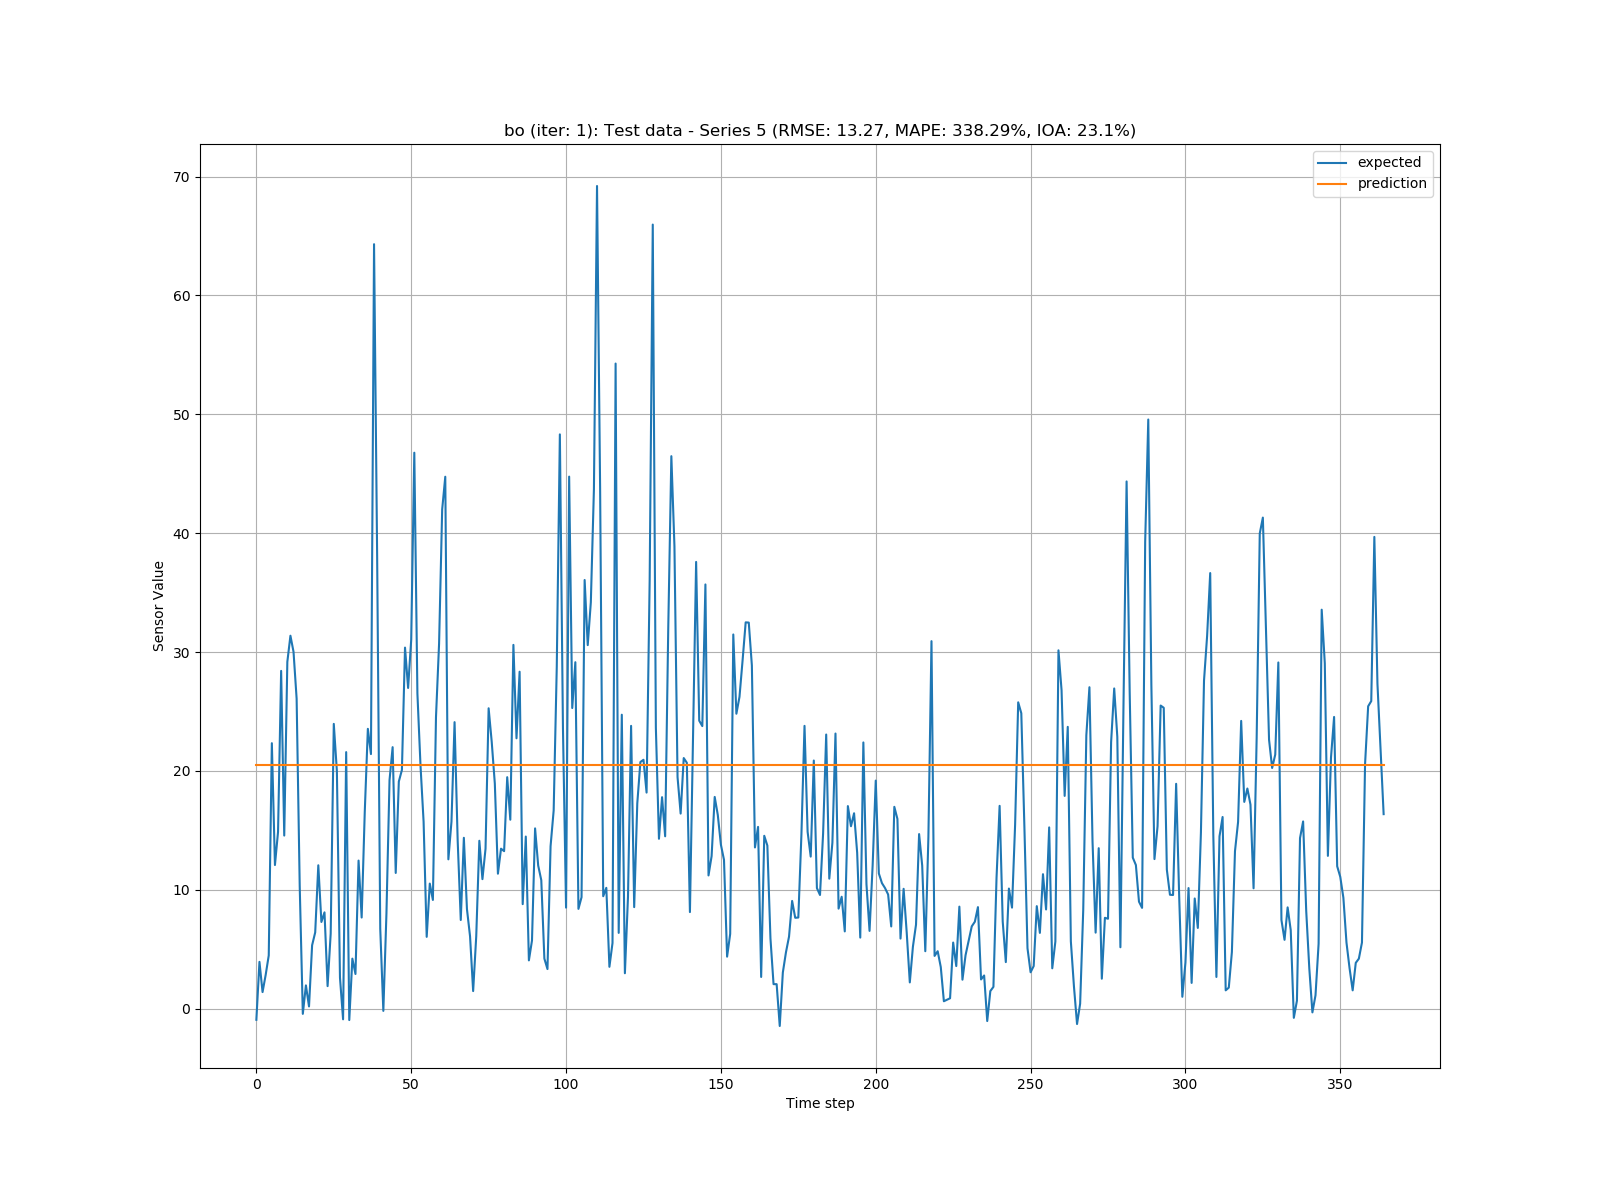 bo (iter: 1): Test data - Series 5 (RMSE: 13.27, MAPE: 338.29%, IOA: 23.1%)
expected
prediction
70
60
50
40
30
20
10
0
Sensor Value
0 50 100 150 200 250 300 350
Time step